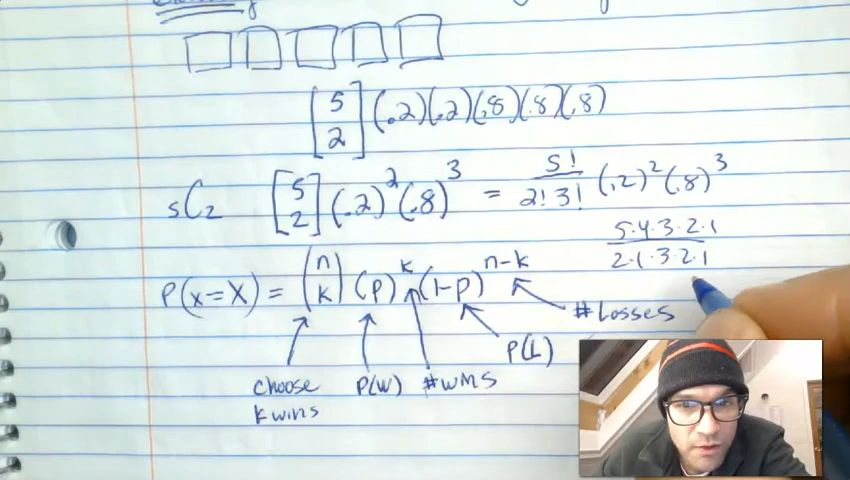 [5 2] (.2)(.2)(.8)(.8)(.8)
5C2 [5 2] (.2)^2 (.8)^3 = 5!/2!3! (.2)^2 (.8)^3
5·4·3·2·1
2·1·3·2·1
P(x=X) = (n k) (p)^k (1-p)^n-k
#Losses
P(L)
choose P(W) #wins
k wins